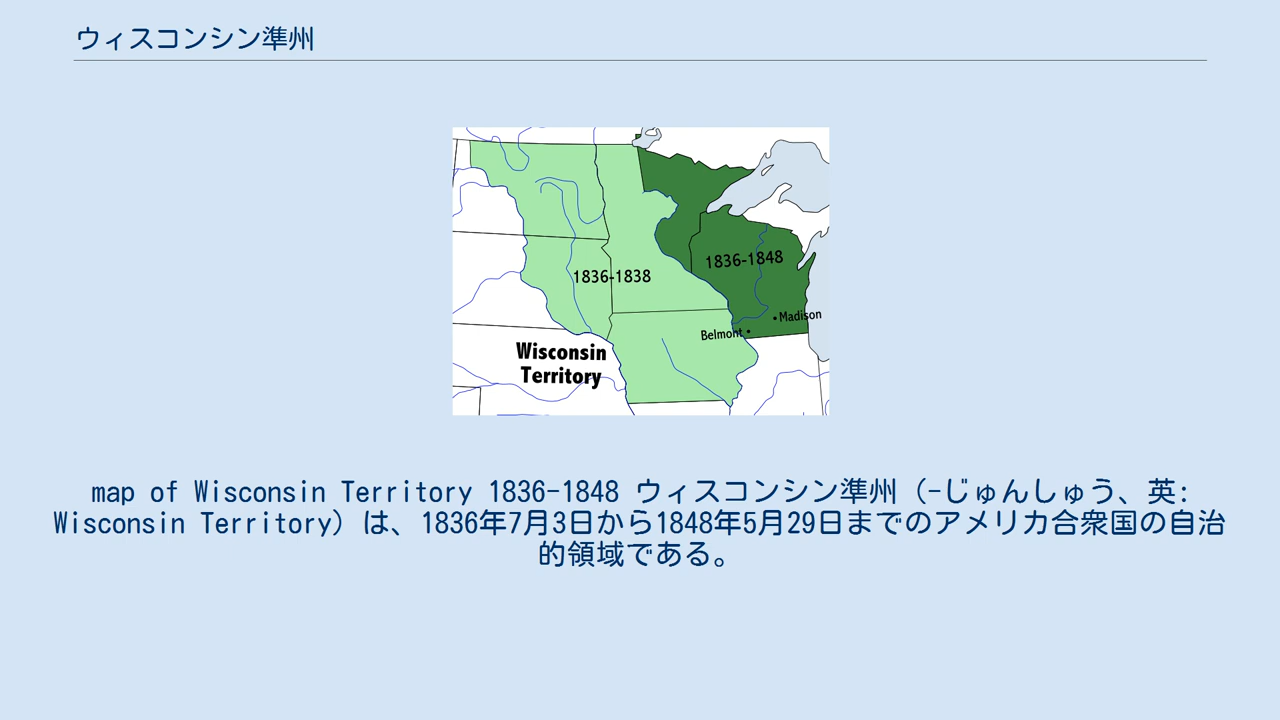 ウィスコンシン準州
1836-1848
1836-1838
Madison
Belmont
Wisconsin
Territory
map of Wisconsin Territory 1836-1848 ウィスコンシン準州（-じゅんしゅう、英:
Wisconsin Territory）は、1836年7月3日から1848年5月29日までのアメリカ合衆国の自治
的領域である。